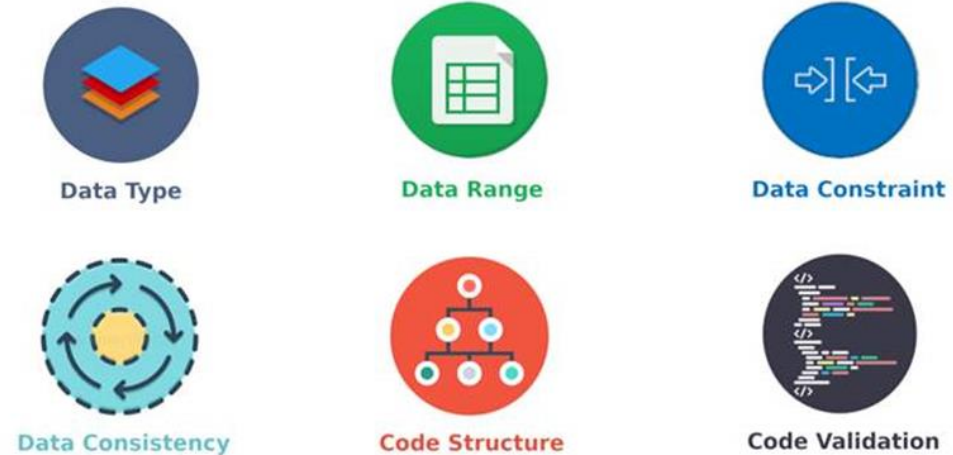 Data Type
Data Range
Data Constraint
</>
</>
</>
Data Consistency
Code Structure
Code Validation